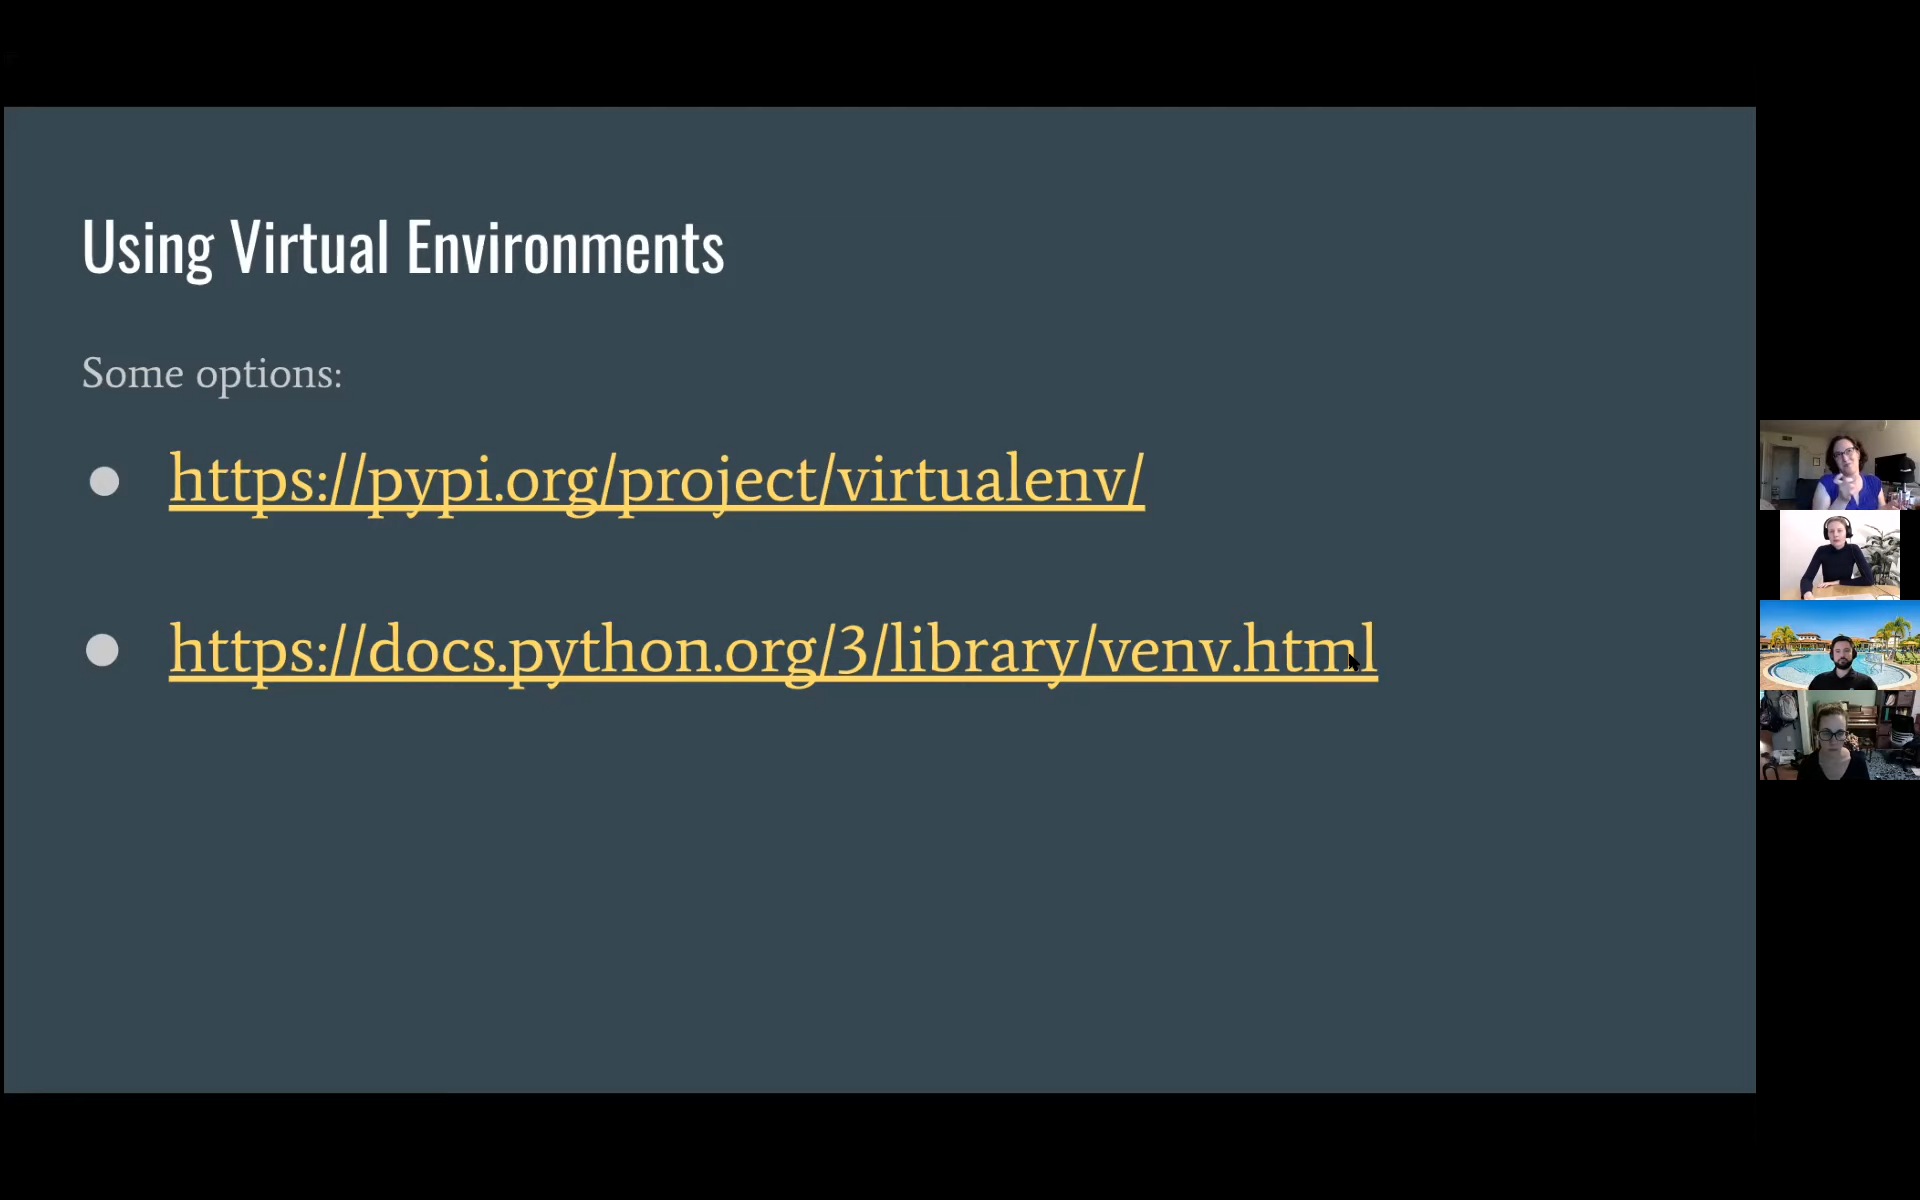 Using Virtual Environments
Some options:
https://pypi.org/project/virtualenv/
https://docs.python.org/3/library/venv.html